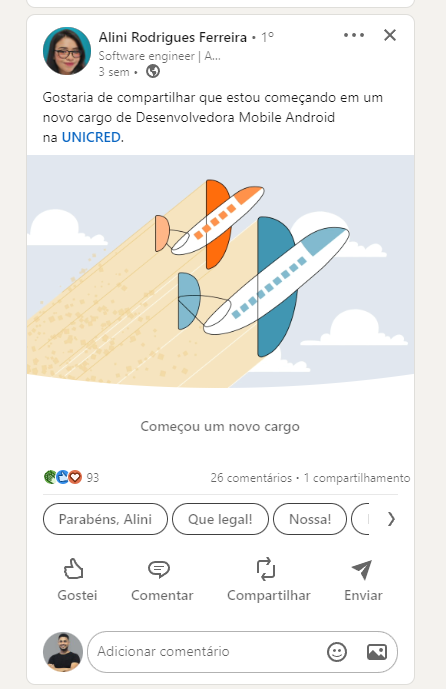 Alini Rodrigues Ferreira • 1º
Software engineer | A...
3 sem •
Gostaria de compartilhar que estou começando em um
novo cargo de Desenvolvedora Mobile Android
na UNICRED.
Começou um novo cargo
93
26 comentários • 1 compartilhamento
Parabéns, Alini
Que legal!
Nossa!
Gostei
Comentar
Compartilhar
Enviar
Adicionar comentário